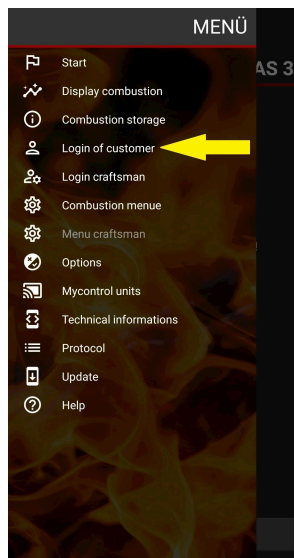 MENÜ
AS 3
Start
Display combustion
Combustion storage
Login of customer
Login craftsman
Combustion menue
Menu craftsman
Options
Mycontrol units
Technical informations
Protocol
Update
Help